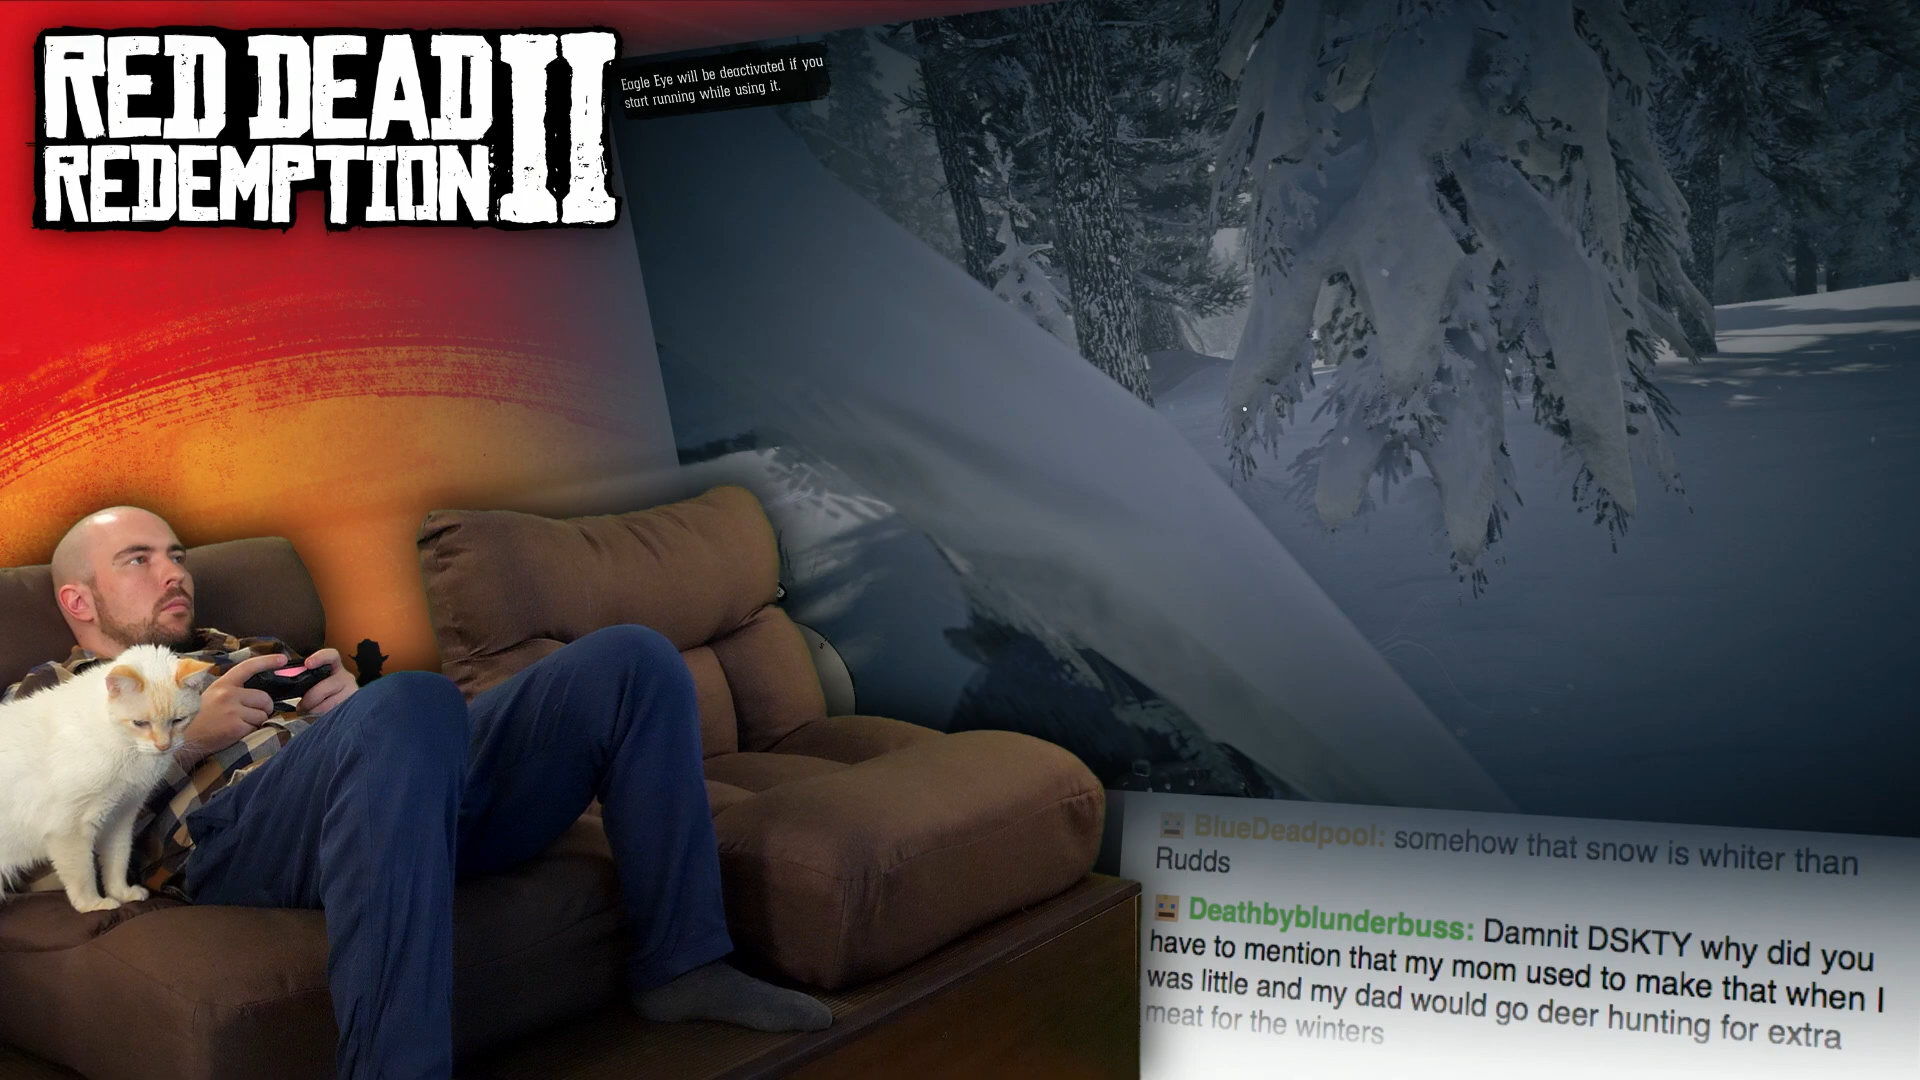 RED DEAD
REDEMPTION II
Eagle Eye will be deactivated if you
start running while using it.
BlueDeadpool: somehow that snow is whiter than
Rudds
Deathbyblunderbuss: Damnit DSKTY why did you
have to mention that my mom used to make that when I
was little and my dad would go deer hunting for extra
meat for the winters